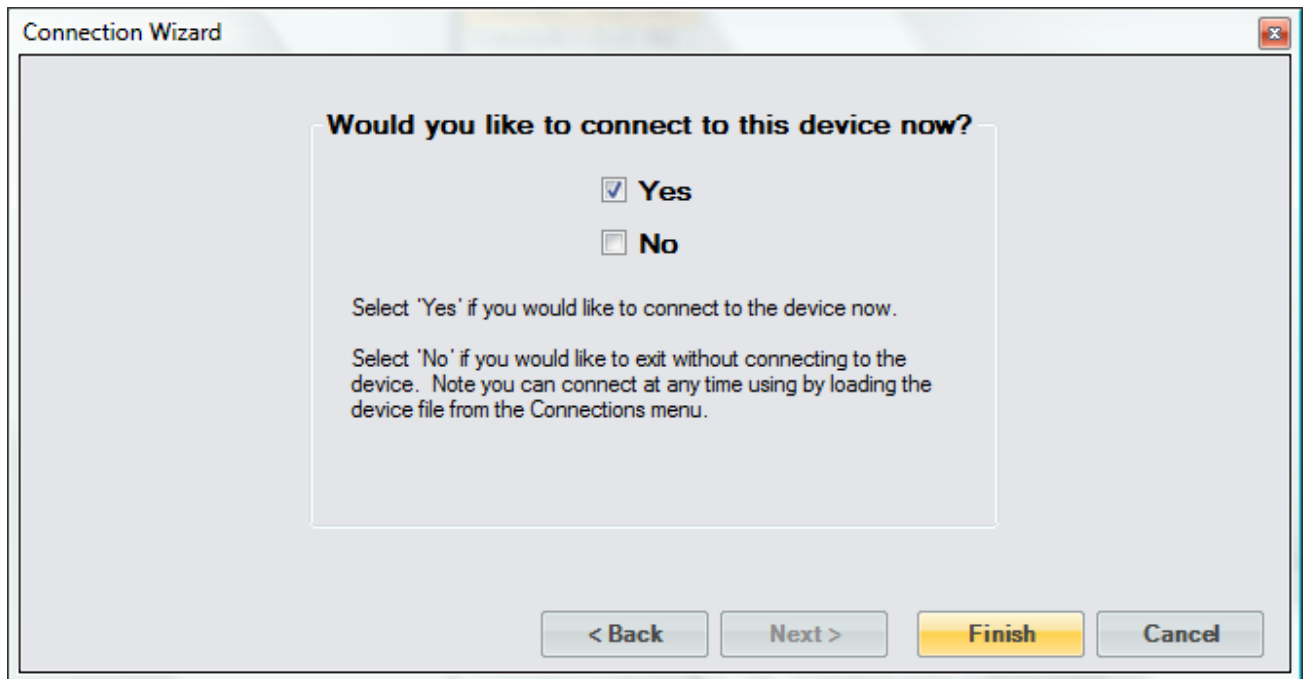 Connection Wizard
Would you like to connect to this device now?
Yes
No
Select 'Yes' if you would like to connect to the device now.
Select 'No' if you would like to exit without connecting to the
device.  Note you can connect at any time using by loading the
device file from the Connections menu.
< Back
Next >
Finish
Cancel